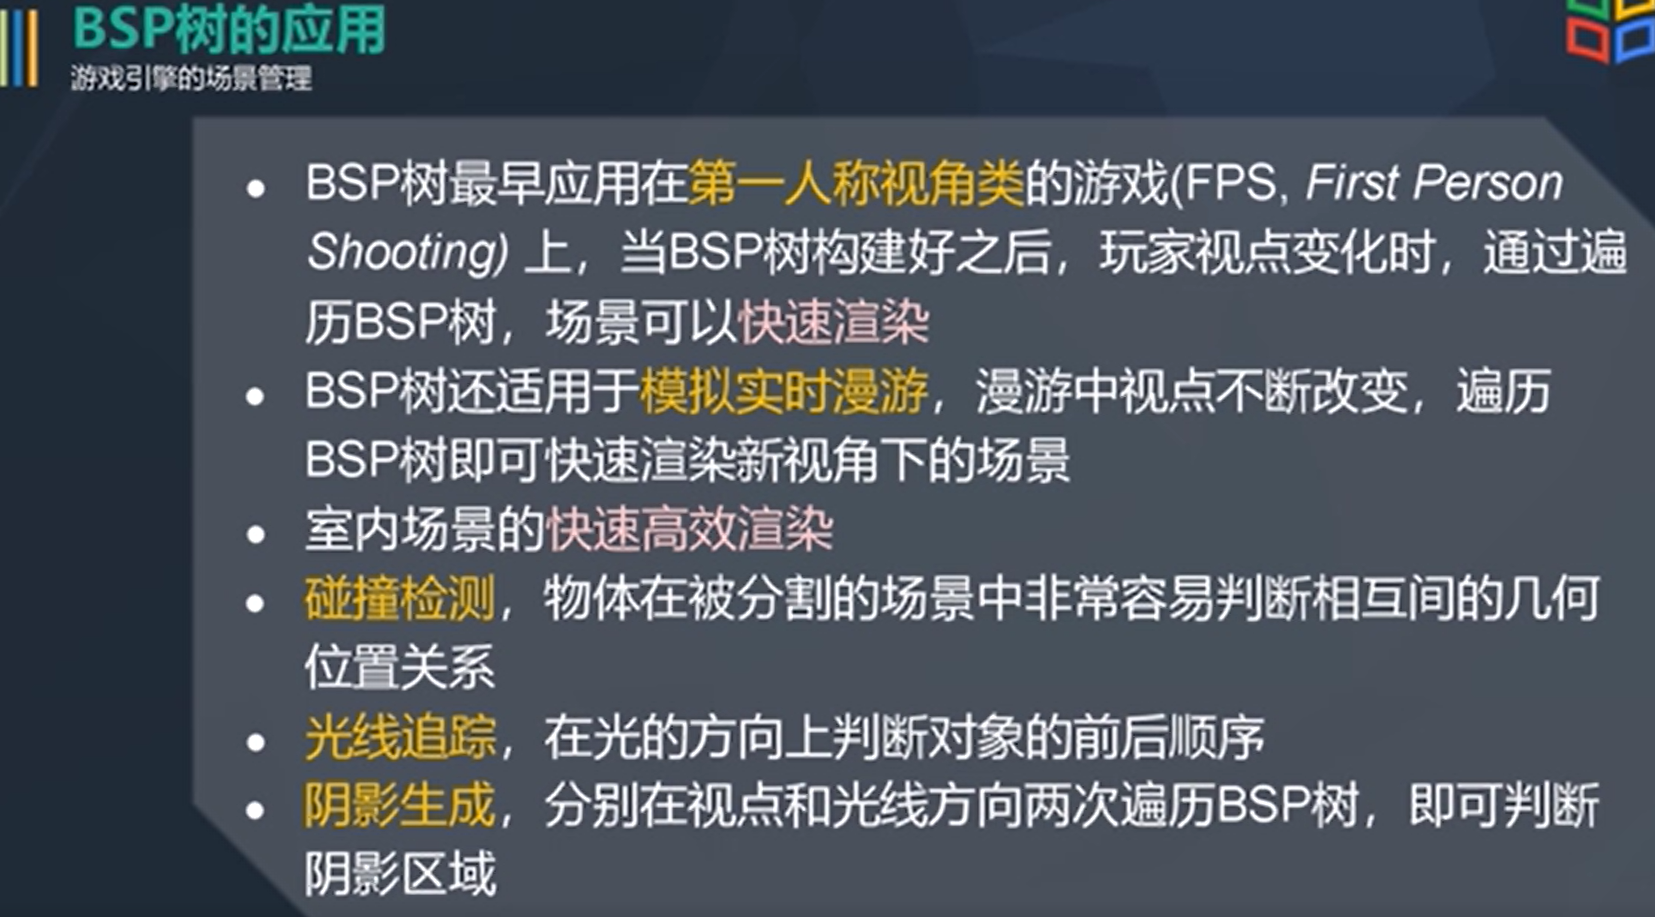 BSP树的应用
游戏引擎的场景管理
• BSP树最早应用在第一人称视角类的游戏(FPS, First Person
Shooting) 上，当BSP树构建好之后，玩家视点变化时，通过遍
历BSP树，场景可以快速渲染
• BSP树还适用于模拟实时漫游，漫游中视点不断改变，遍历
BSP树即可快速渲染新视角下的场景
• 室内场景的快速高效渲染
• 碰撞检测，物体在被分割的场景中非常容易判断相互间的几何
位置关系
• 光线追踪，在光的方向上判断对象的前后顺序
• 阴影生成，分别在视点和光线方向两次遍历BSP树，即可判断
阴影区域